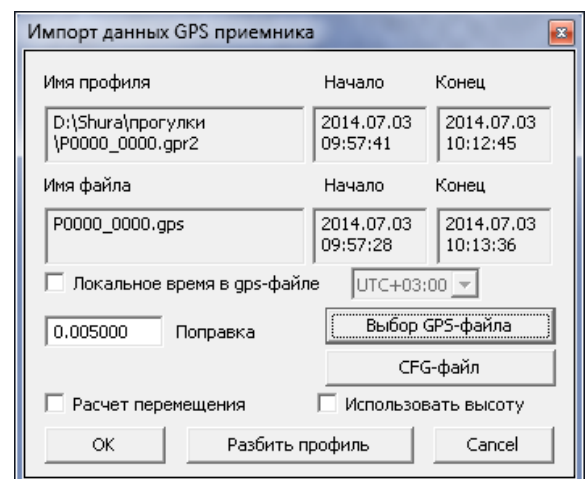 Импорт данных GPS приемника
Имя профиля Начало Конец
D:\Shura\прогулки 2014.07.03 2014.07.03
\P0000_0000.gpr2 09:57:41 10:12:45
Имя файла Начало Конец
P0000_0000.gps 2014.07.03 2014.07.03
09:57:28 10:13:36
Локальное время в gps-файле UTC+03:00
0.005000 Поправка Выбор GPS-файла
CFG-файл
Расчет перемещения Использовать высоту
OK Разбить профиль Cancel